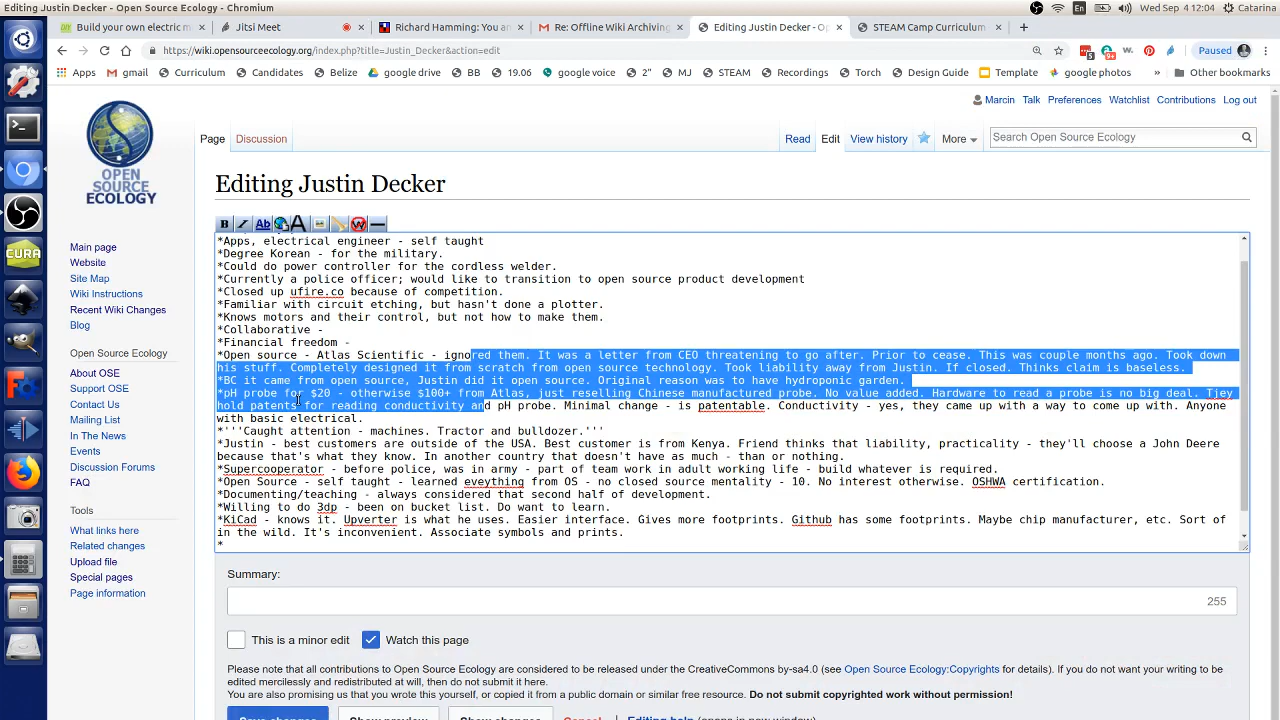 Editing Justin Decker - Open Source Ecology - Chromium
En
Wed Sep 4 12:04
Catarina
Build your own electric m
Jitsi Meet
Richard Hamming: You an
Re: Offline Wiki Archiving
Editing Justin Decker - Op
STEAM Camp Curriculum
https://wiki.opensourceecology.org/index.php?title=Justin_Decker&action=edit
Paused
Apps
gmail
Curriculum
Candidates
Belize
google drive
BB
19.06
google voice
2"
MJ
STEAM
Recordings
Torch
Design Guide
Template
google photos
»
Other bookmarks
Marcin
Talk
Preferences
Watchlist
Contributions
Log out
OPEN
SOURCE
ECOLOGY
Page
Discussion
Read
Edit
View history
More
Search Open Source Ecology
Editing Justin Decker
Main page
Website
Site Map
Wiki Instructions
Recent Wiki Changes
Blog
Open Source Ecology
About OSE
Support OSE
Contact Us
Mailing List
In The News
Events
Discussion Forums
FAQ
Tools
What links here
Related changes
Upload file
Special pages
Page information
CURA
B I Ab A W
*Apps, electrical engineer - self taught
*Degree Korean - for the military.
*Could do power controller for the cordless welder.
*Currently a police officer; would like to transition to open source product development
*Closed up ufire.co because of competition.
*Familiar with circuit etching, but hasn't done a plotter.
*Knows motors and their control, but not how to make them.
*Collaborative -
*Financial freedom -
*Open source - Atlas Scientific - ignored them. It was a letter from CEO threatening to go after. Prior to cease. This was couple months ago. Took down
his stuff. Completely designed it from scratch from open source technology. Took liability away from Justin. If closed. Thinks claim is baseless.
*BC it came from open source, Justin did it open source. Original reason was to have hydroponic garden.
*pH probe for $20 - otherwise $100+ from Atlas, just reselling Chinese manufactured probe. No value added. Hardware to read a probe is no big deal. Tjey
hold patents for reading conductivity and pH probe. Minimal change - is patentable. Conductivity - yes, they came up with a way to come up with. Anyone
with basic electrical.
*'''Caught attention - machines. Tractor and bulldozer.'''
*Justin - best customers are outside of the USA. Best customer is from Kenya. Friend thinks that liability, practicality - they'll choose a John Deere
because that's what they know. In another country that doesn't have as much - than or nothing.
*Supercooperator - before police, was in army - part of team work in adult working life - build whatever is required.
*Open Source - self taught - learned eveything from OS - no closed source mentality - 10. No interest otherwise. OSHWA certification.
*Documenting/teaching - always considered that second half of development.
*Willing to do 3dp - been on bucket list. Do want to learn.
*KiCad - knows it. Upverter is what he uses. Easier interface. Gives more footprints. Github has some footprints. Maybe chip manufacturer, etc. Sort of
in the wild. It's inconvenient. Associate symbols and prints.
*
Summary:
255
This is a minor edit
Watch this page
Please note that all contributions to Open Source Ecology are considered to be released under the CreativeCommons by-sa4.0 (see Open Source Ecology:Copyrights for details). If you do not want your writing to be
edited mercilessly and redistributed at will, then do not submit it here.
You are also promising us that you wrote this yourself, or copied it from a public domain or similar free resource. Do not submit copyrighted work without permission!
Save changes
Show preview
Show changes
Cancel
Editing help (opens in new window)